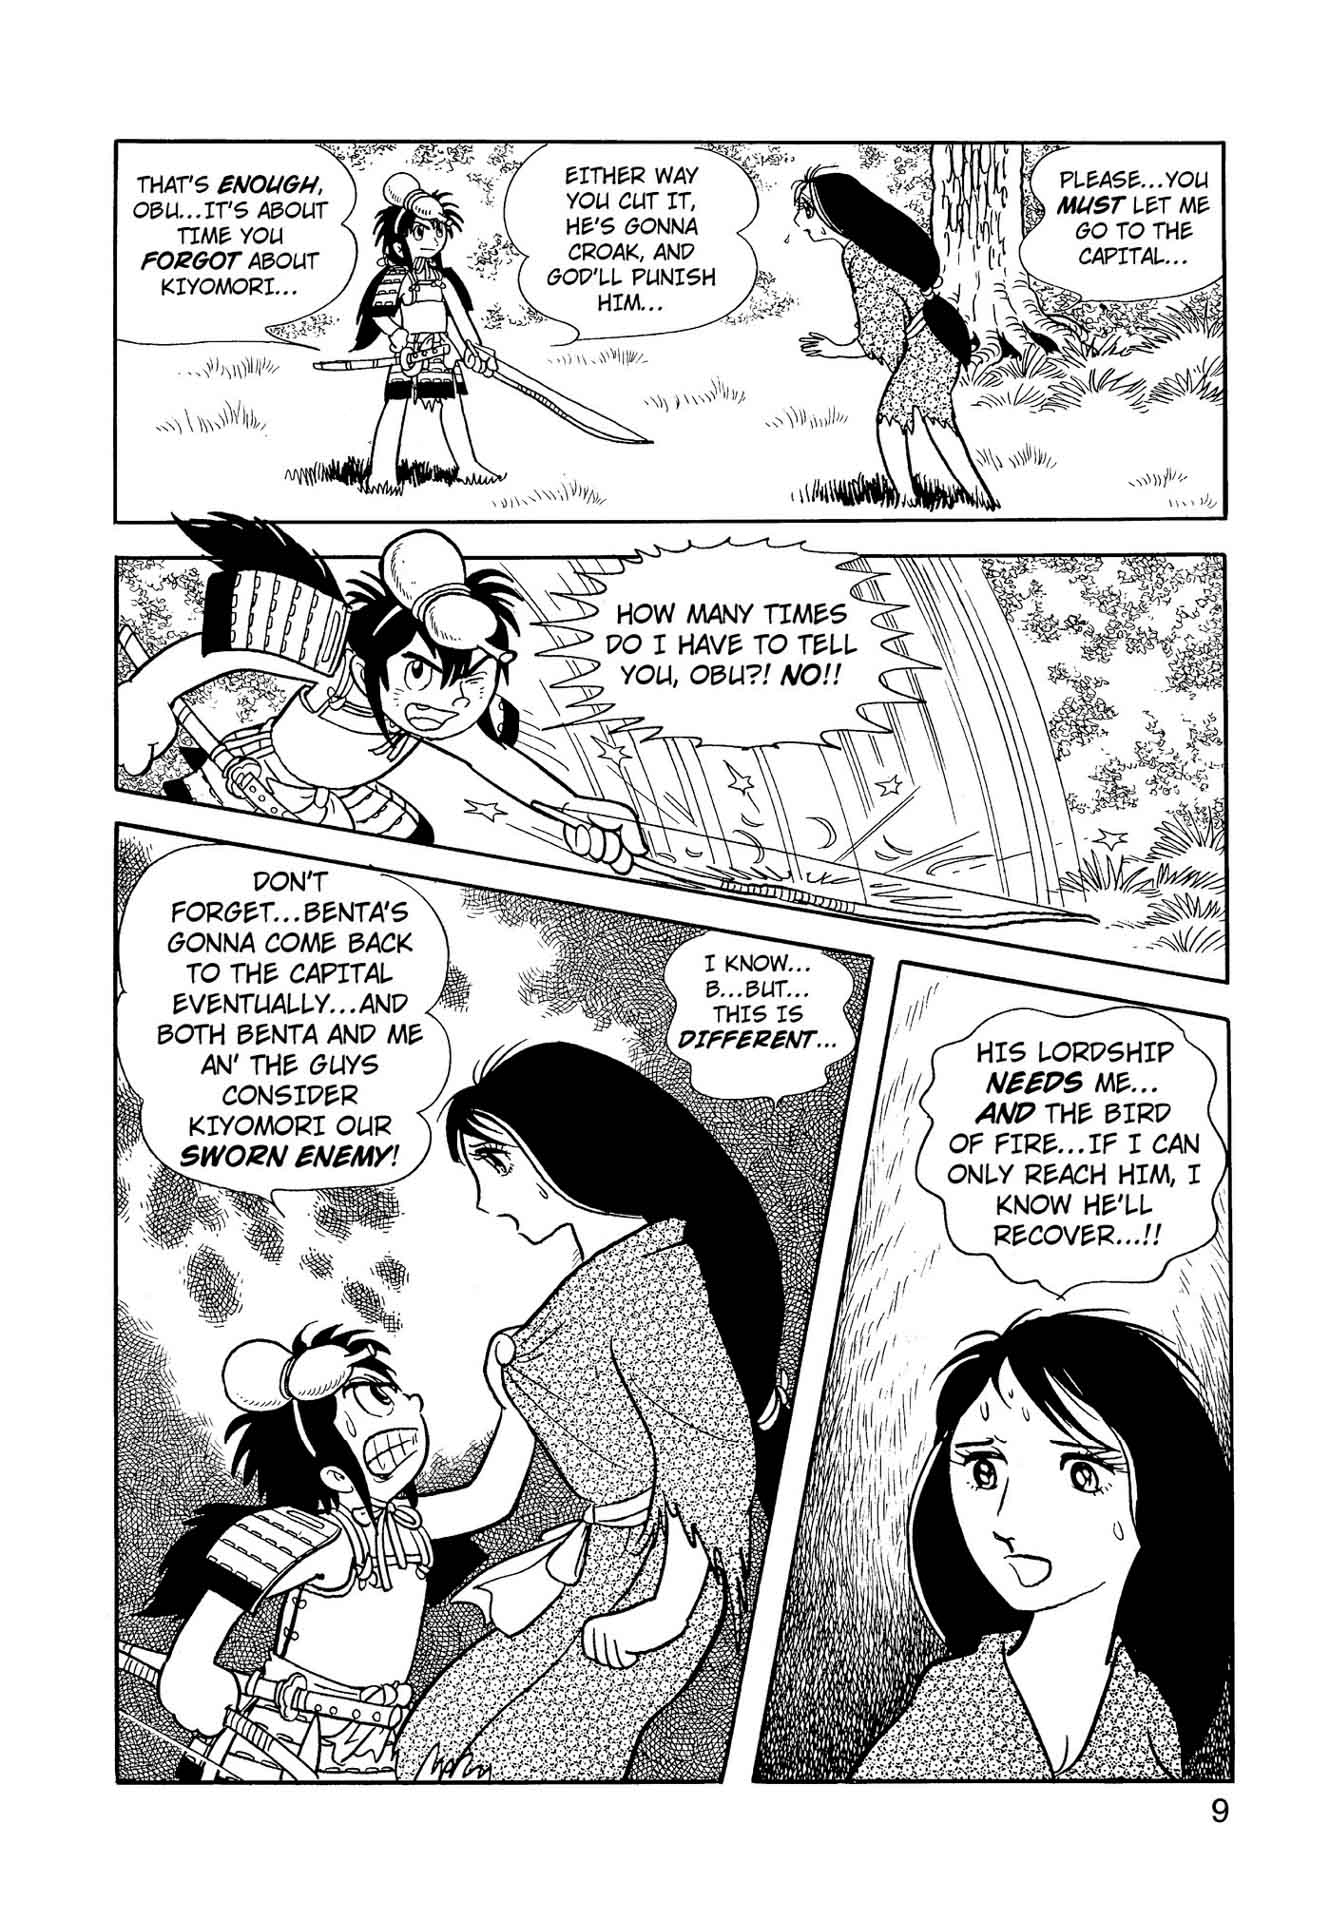 THAT'S ENOUGH,
OBU...IT'S ABOUT
TIME YOU
FORGOT ABOUT
KIYOMORI...
EITHER WAY
YOU CUT IT,
HE'S GONNA
CROAK, AND
GOD'LL PUNISH
HIM...
PLEASE...YOU
MUST LET ME
GO TO THE
CAPITAL...
HOW MANY TIMES
DO I HAVE TO TELL
YOU, OBU?! NO!!
DON'T
FORGET...BENTA'S
GONNA COME BACK
TO THE CAPITAL
EVENTUALLY...AND
BOTH BENTA AND ME
AN' THE GUYS
CONSIDER
KIYOMORI OUR
SWORN ENEMY!
I KNOW...
B...BUT...
THIS IS
DIFFERENT...
HIS LORDSHIP
NEEDS ME...
AND THE BIRD
OF FIRE...IF I CAN
ONLY REACH HIM, I
KNOW HE'LL
RECOVER...!!
9